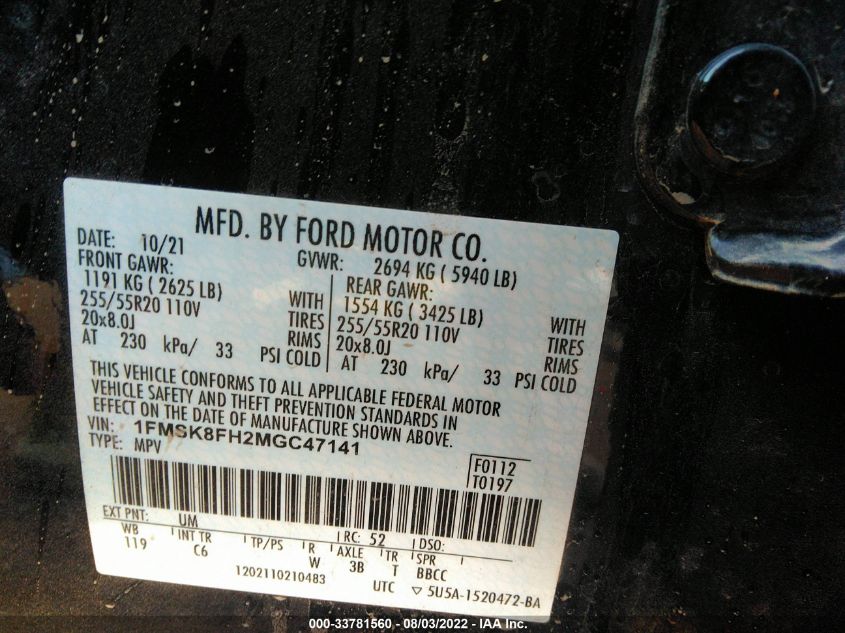 MFD. BY FORD MOTOR CO.
DATE: 10/21 GVWR: 2694 KG ( 5940 LB)
FRONT GAWR: REAR GAWR:
1191 KG ( 2625 LB) WITH 1554 KG ( 3425 LB) WITH
255/55R20 110V TIRES 255/55R20 110V TIRES
20x8.0J RIMS 20x8.0J RIMS
AT 230 kPa/ 33 PSI COLD AT 230 kPa/ 33 PSI COLD
THIS VEHICLE CONFORMS TO ALL APPLICABLE FEDERAL MOTOR
VEHICLE SAFETY AND THEFT PREVENTION STANDARDS IN
EFFECT ON THE DATE OF MANUFACTURE SHOWN ABOVE.
VIN: 1FMSK8FH2MGC47141
TYPE: MPV
F0112
T0197
EXT PNT: UM RC: 52 DSO:
WB INT TR TP/PS R AXLE TR SPR
119 C6 W 3B T BBCC
1202110210483 UTC ▽ 5U5A-1520472-BA
000-33781560 - 08/03/2022 - IAA Inc.